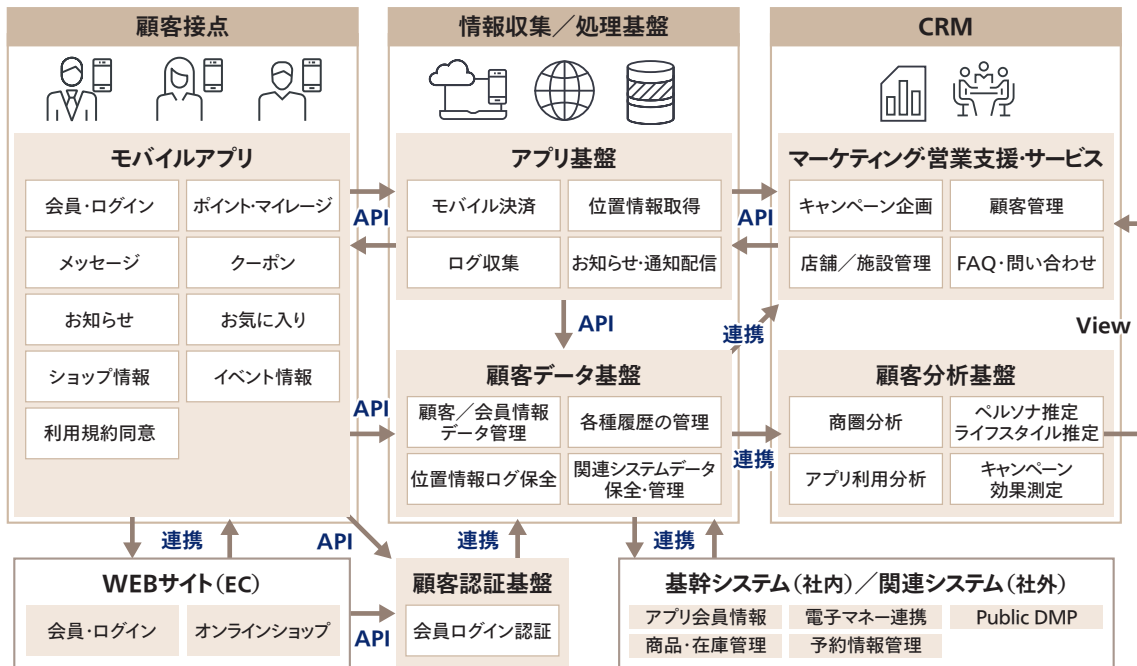 顧客接点
モバイルアプリ
会員・ログイン
ポイント・マイレージ
メッセージ
クーポン
お知らせ
お気に入り
ショップ情報
イベント情報
利用規約同意
API
API
情報収集／処理基盤
アプリ基盤
モバイル決済
位置情報取得
ログ収集
お知らせ・通知配信
API
顧客データ基盤
顧客／会員情報
データ管理
各種履歴の管理
位置情報ログ保全
関連システムデータ
保全・管理
API
連携
連携
CRM
マーケティング・営業支援・サービス
キャンペーン企画
顧客管理
店舗／施設管理
FAQ・問い合わせ
View
顧客分析基盤
商圏分析
ペルソナ推定
ライフスタイル推定
アプリ利用分析
キャンペーン
効果測定
連携
API
連携
連携
WEBサイト（EC）
会員・ログイン
オンラインショップ
API
顧客認証基盤
会員ログイン認証
基幹システム（社内）／関連システム（社外）
アプリ会員情報
電子マネー連携
Public DMP
商品・在庫管理
予約情報管理